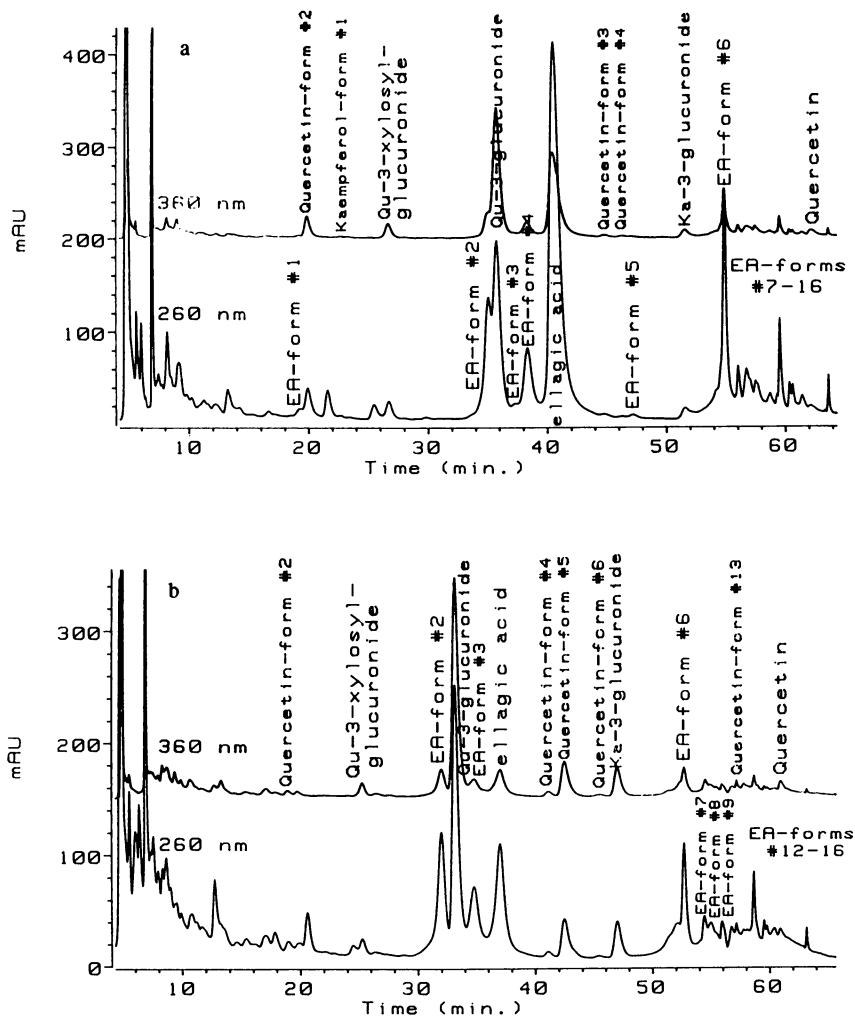 a
mAU
400
300
200
100
360 nm
260 nm
Quercetin-form #2
Kaempferol-form #1
Qu-3-xylosyl-
glucuronide
Qu-3-glucuronide
Quercetin-form #3
Quercetin-form #4
Ka-3-glucuronide
EA-form #6
Quercetin
EA-form #1
EA-form #2
EA-form #3
EA-form #4
ellagic acid
EA-form #5
EA-forms
#7-16
10
20
30
40
50
60
Time (min.)
b
mAU
300
200
100
0
360 nm
260 nm
Quercetin-form #2
Qu-3-xylosyl-
glucuronide
EA-form #2
Qu-3-glucuronide
EA-form #3
ellagic acid
Quercetin-form #4
Quercetin-form #5
Quercetin-form #6
Ka-3-glucuronide
EA-form #6
Quercetin-form #13
Quercetin
EA-form #7
EA-form #8
EA-form #9
EA-forms
#12-16
10
20
30
40
50
60
Time (min.)